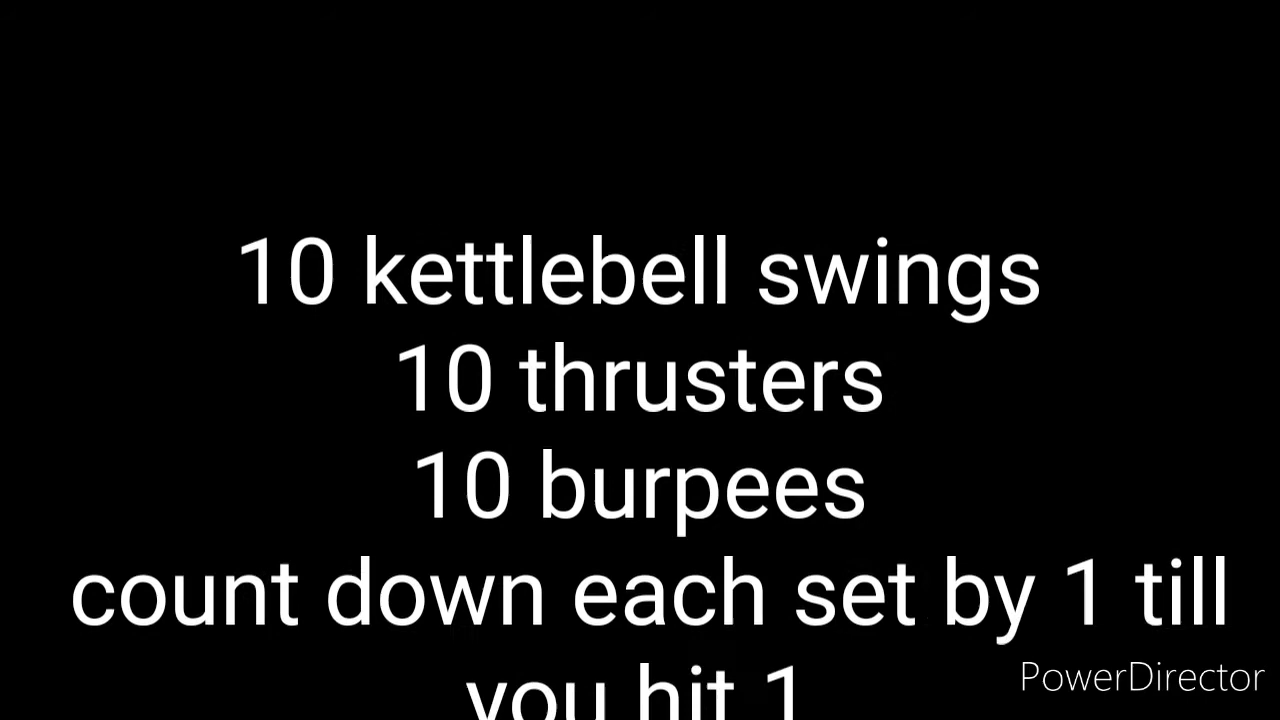 10 kettlebell swings
10 thrusters
10 burpees
count down each set by 1 till
you hit 1
PowerDirector